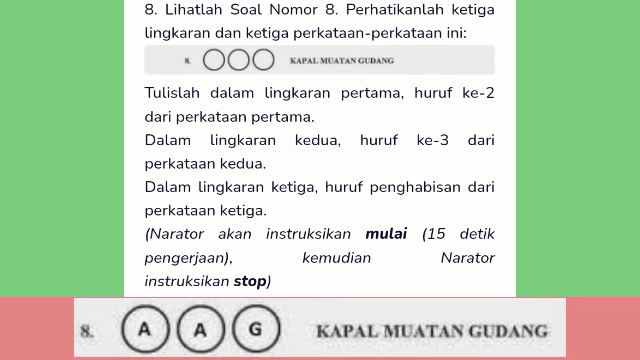 8. Lihatlah Soal Nomor 8. Perhatikanlah ketiga
lingkaran dan ketiga perkataan-perkataan ini:
8. KAPAL MUATAN GUDANG
Tulislah dalam lingkaran pertama, huruf ke-2
dari perkataan pertama.
Dalam lingkaran kedua, huruf ke-3 dari
perkataan kedua.
Dalam lingkaran ketiga, huruf penghabisan dari
perkataan ketiga.
(Narator akan instruksikan mulai (15 detik
pengerjaan), kemudian Narator
instruksikan stop)
8. A A G KAPAL MUATAN GUDANG